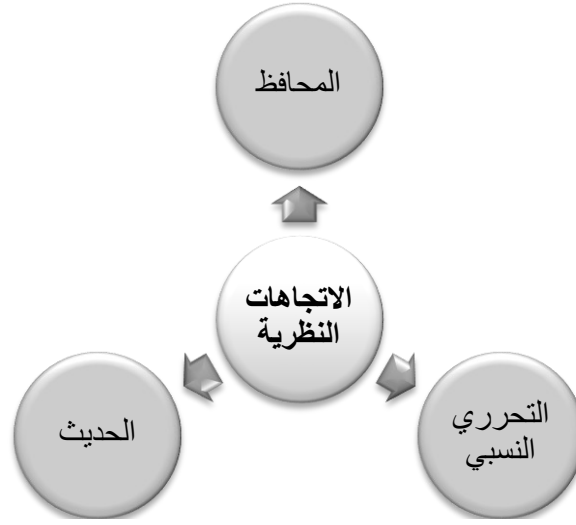 المحافظ
الاتجاهات
النظرية
التحرري
النسبي
الحديث